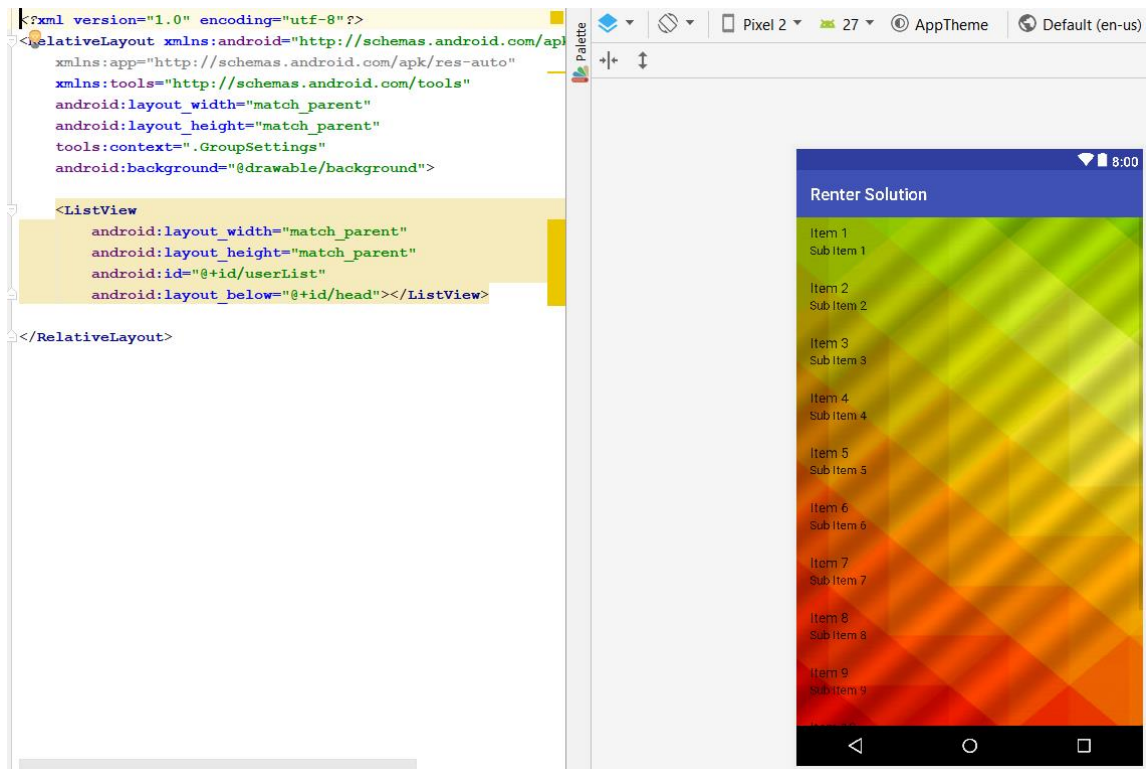 <?xml version="1.0" encoding="utf-8"?>
<RelativeLayout xmlns:android="http://schemas.android.com/apk
xmlns:app="http://schemas.android.com/apk/res-auto"
xmlns:tools="http://schemas.android.com/tools"
android:layout_width="match_parent"
android:layout_height="match_parent"
tools:context=".GroupSettings"
android:background="@drawable/background">
<ListView
android:layout_width="match_parent"
android:layout_height="match_parent"
android:id="@+id/userList"
android:layout_below="@+id/head"></ListView>
</RelativeLayout>
Palette
Pixel 2 27 AppTheme Default (en-us)
8:00
Renter Solution
Item 1
Sub Item 1
Item 2
Sub Item 2
Item 3
Sub Item 3
Item 4
Sub Item 4
Item 5
Sub Item 5
Item 6
Sub Item 6
Item 7
Sub Item 7
Item 8
Sub Item 8
Item 9
Sub Item 9